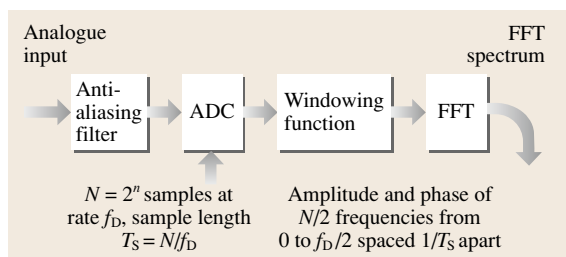 Analogue
input
FFT
spectrum
Anti-
aliasing
filter
ADC
Windowing
function
FFT
N = 2ⁿ samples at
rate f_D, sample length
T_S = N/f_D
Amplitude and phase of
N/2 frequencies from
0 to f_D/2 spaced 1/T_S apart